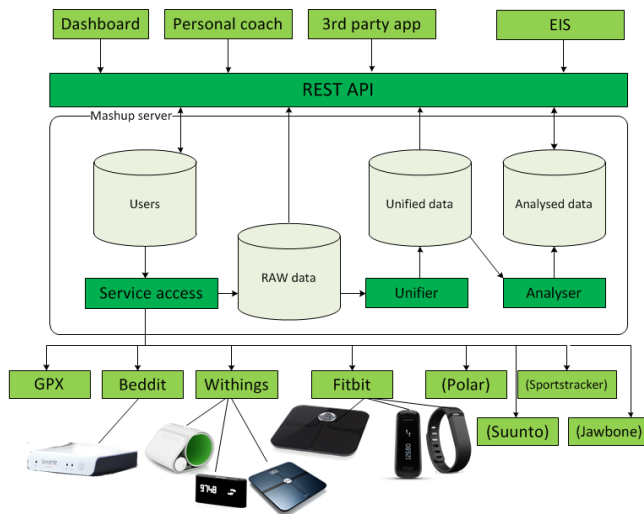 Dashboard
Personal coach
3rd party app
EIS
REST API
Mashup server
Users
Unified data
Analysed data
RAW data
Service access
Unifier
Analyser
GPX
Beddit
Withings
Fitbit
(Polar)
(Sportstracker)
(Suunto)
(Jawbone)
9748